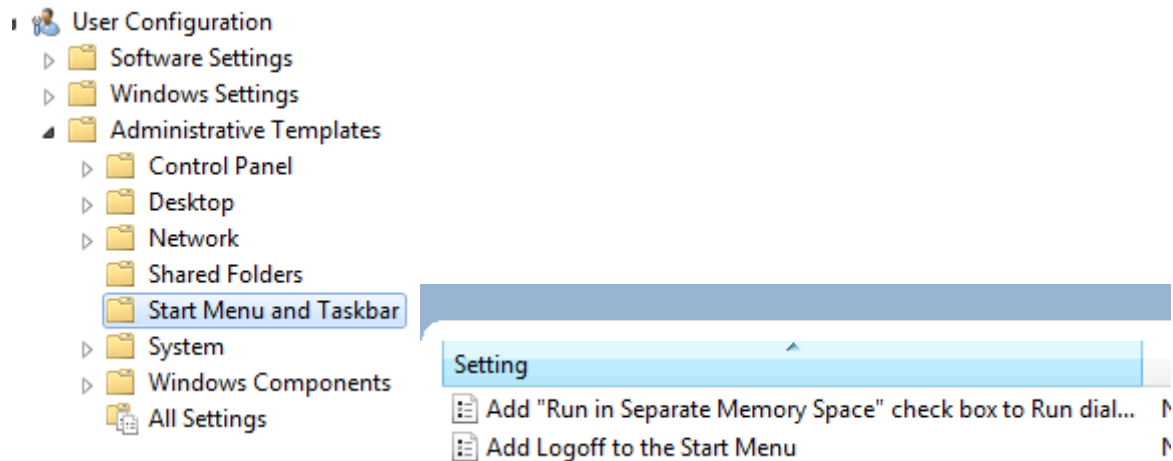 User Configuration
Software Settings
Windows Settings
Administrative Templates
Control Panel
Desktop
Network
Shared Folders
Start Menu and Taskbar
System
Windows Components
All Settings
Setting
Add "Run in Separate Memory Space" check box to Run dial...
Add Logoff to the Start Menu